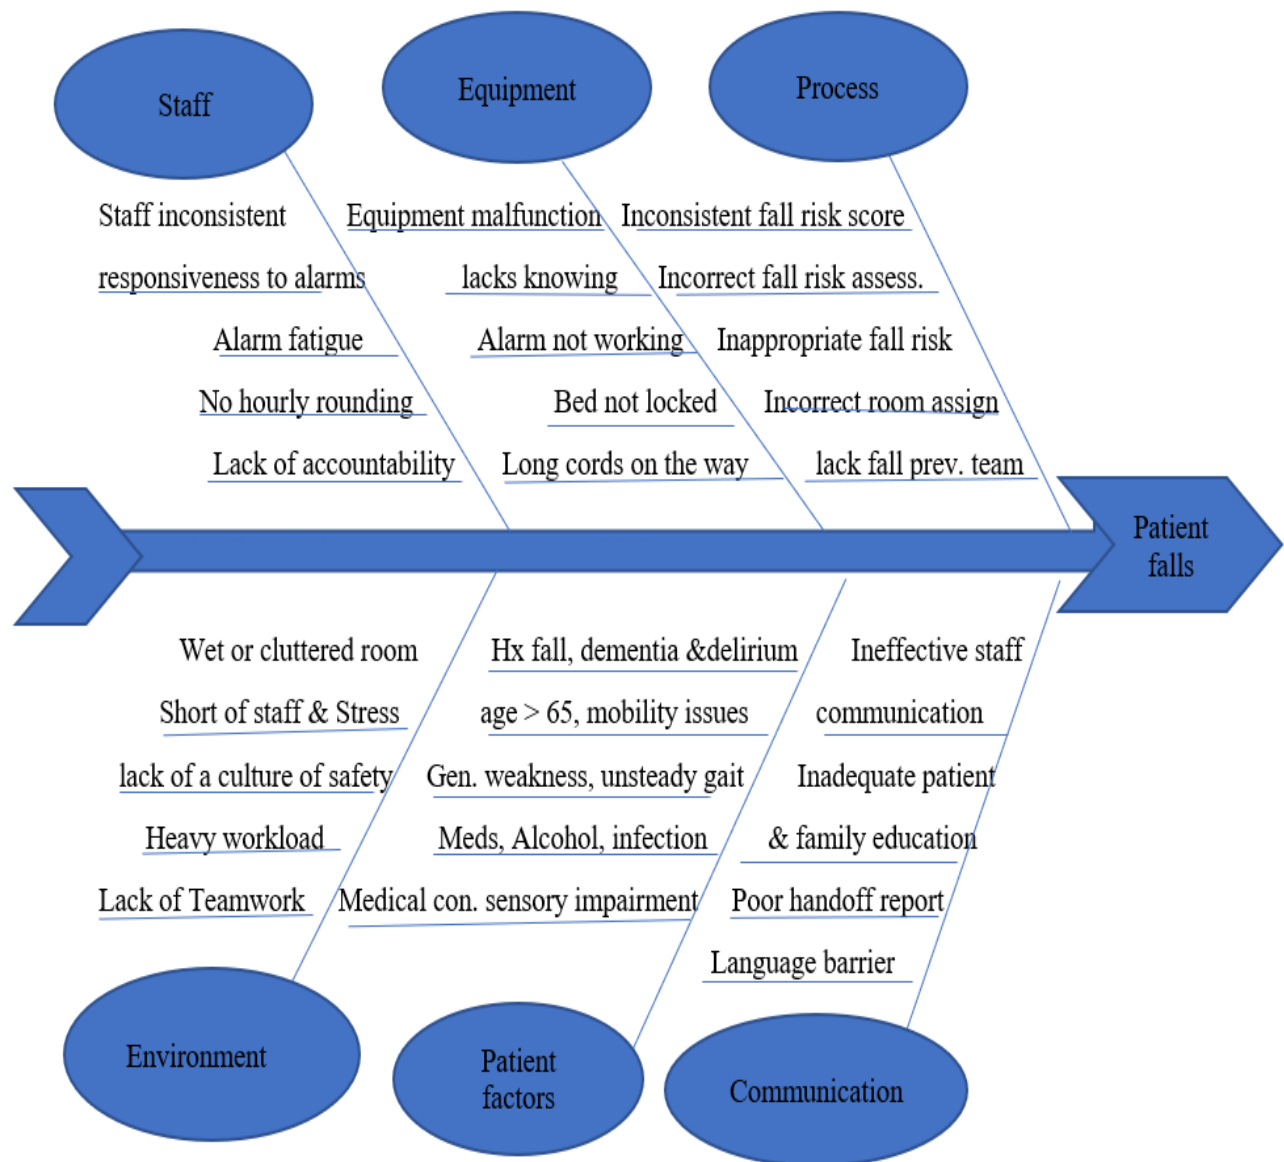 Staff
Equipment
Process
Staff inconsistent
responsiveness to alarms
Alarm fatigue
No hourly rounding
Lack of accountability
Equipment malfunction
lacks knowing
Alarm not working
Bed not locked
Long cords on the way
Inconsistent fall risk score
Incorrect fall risk assess.
Inappropriate fall risk
Incorrect room assign
lack fall prev. team
Patient
falls
Wet or cluttered room
Short of staff & Stress
lack of a culture of safety
Heavy workload
Lack of Teamwork
Hx fall, dementia &delirium
age > 65, mobility issues
Gen. weakness, unsteady gait
Meds, Alcohol, infection
Medical con. sensory impairment
Ineffective staff
communication
Inadequate patient
& family education
Poor handoff report
Language barrier
Environment
Patient
factors
Communication